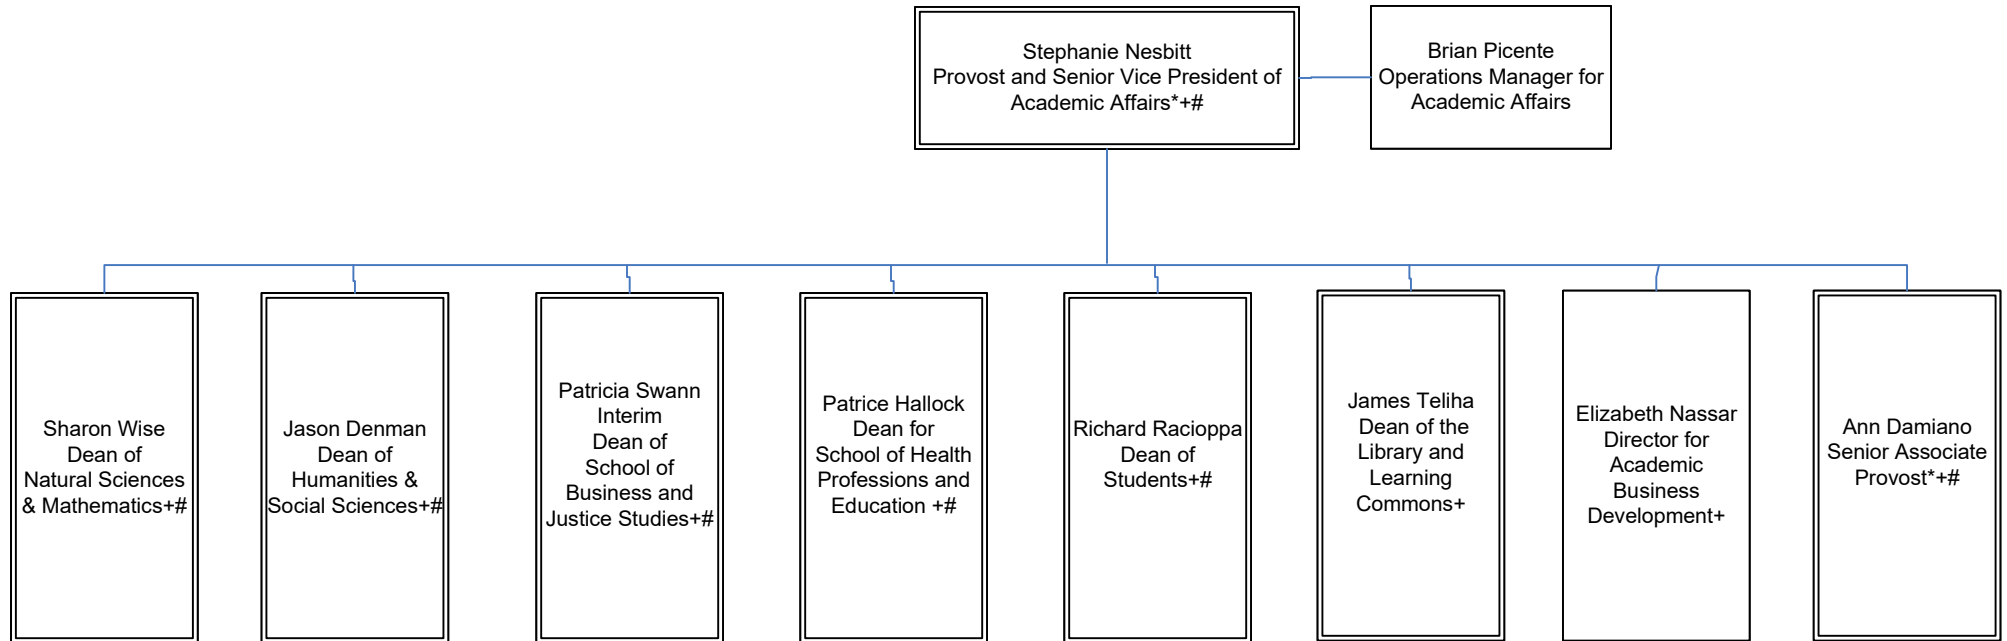 Stephanie Nesbitt
Provost and Senior Vice President of
Academic Affairs*+#
Brian Picente
Operations Manager for
Academic Affairs
Sharon Wise
Dean of
Natural Sciences
& Mathematics+#
Jason Denman
Dean of
Humanities &
Social Sciences+#
Patricia Swann
Interim
Dean of
School of
Business and
Justice Studies+#
Patrice Hallock
Dean for
School of Health
Professions and
Education +#
Richard Racioppa
Dean of
Students+#
James Teliha
Dean of the
Library and
Learning
Commons+
Elizabeth Nassar
Director for
Academic
Business
Development+
Ann Damiano
Senior Associate
Provost*+#